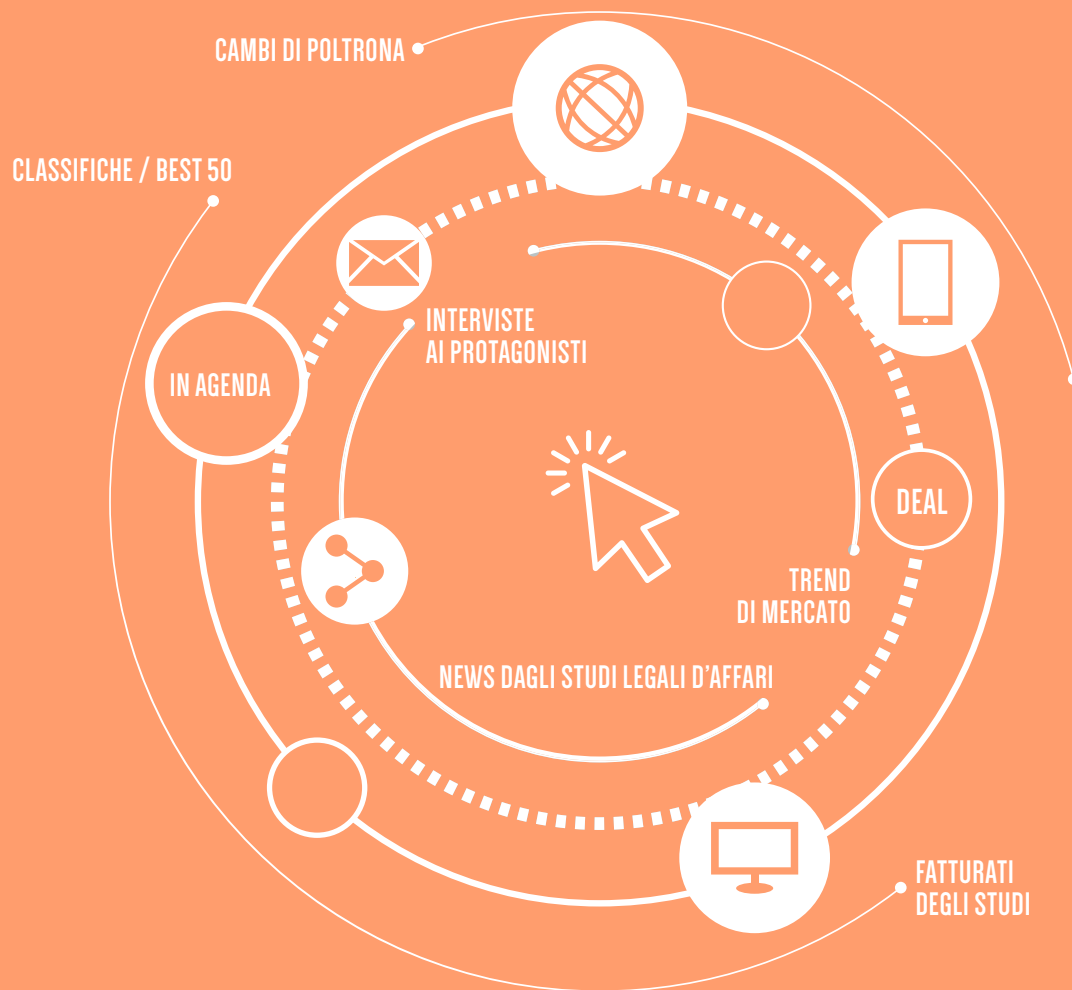 CAMBI DI POLTRONA
CLASSIFICHE / BEST 50
INTERVISTE
AI PROTAGONISTI
IN AGENDA
DEAL
TREND
DI MERCATO
NEWS DAGLI STUDI LEGALI D'AFFARI
FATTURATI
DEGLI STUDI